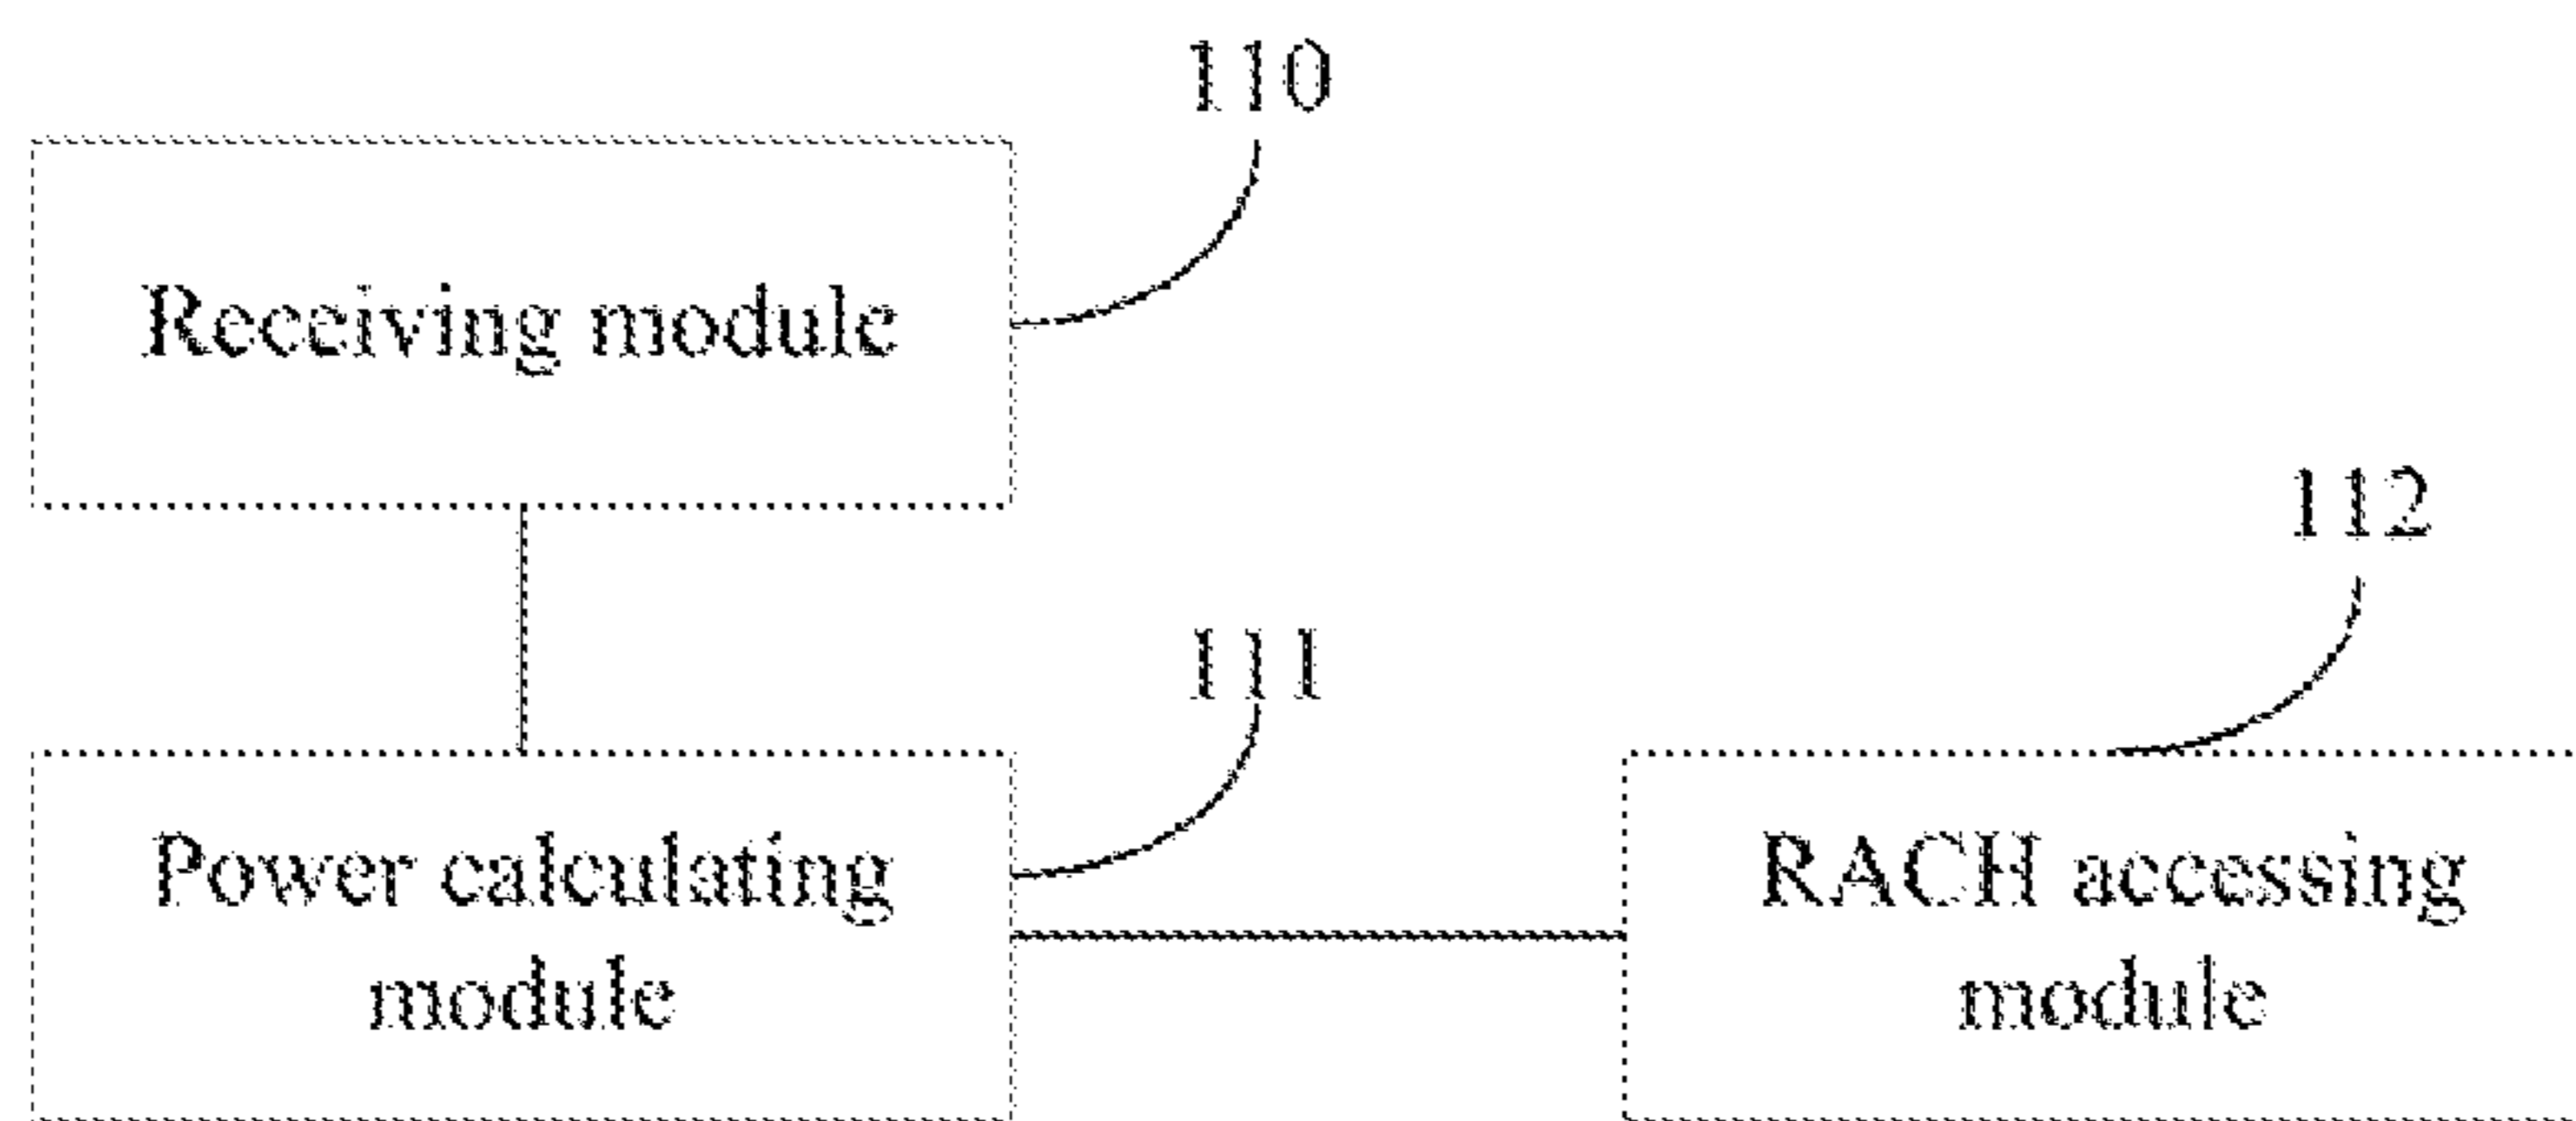 110
Receiving module
112
111
Power calculating
module
RACH accessing
module